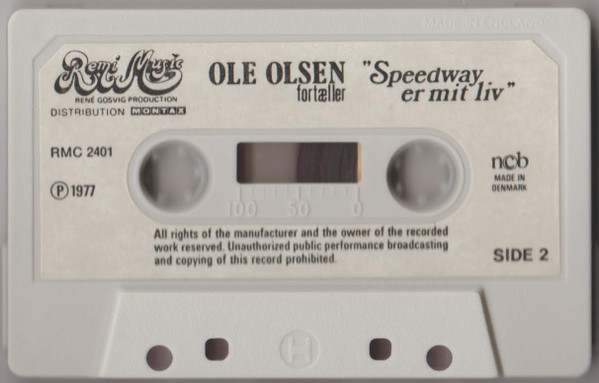 MADE IN ENGLAND
Remi Music
RENÉ GOSVIG PRODUCTION
DISTRIBUTION MONTAX
OLE OLSEN
fortæller
"Speedway
er mit liv"
RMC 2401
℗ 1977
ncb
MADE IN
DENMARK
100 50 0
All rights of the manufacturer and the owner of the recorded
work reserved. Unauthorized public performance broadcasting
and copying of this record prohibited.
SIDE 2
H